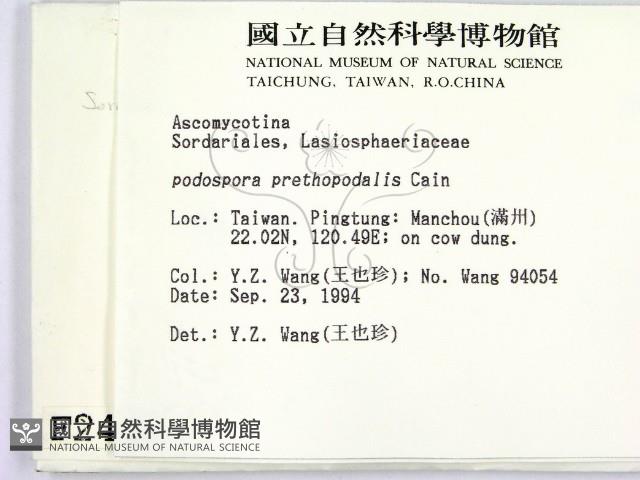 國立自然科學博物館
NATIONAL MUSEUM OF NATURAL SCIENCE
TAICHUNG, TAIWAN, R.O.CHINA
Ascomycotina
Sordariales, Lasiosphaeriaceae
podospora prethopodalis Cain
Loc.: Taiwan. Pingtung: Manchou(滿州)
22.02N, 120.49E; on cow dung.
Col.: Y.Z. Wang(王也珍); No. Wang 94054
Date: Sep. 23, 1994
Det.: Y.Z. Wang(王也珍)
國立自然科學博物館
NATIONAL MUSEUM OF NATURAL SCIENCE